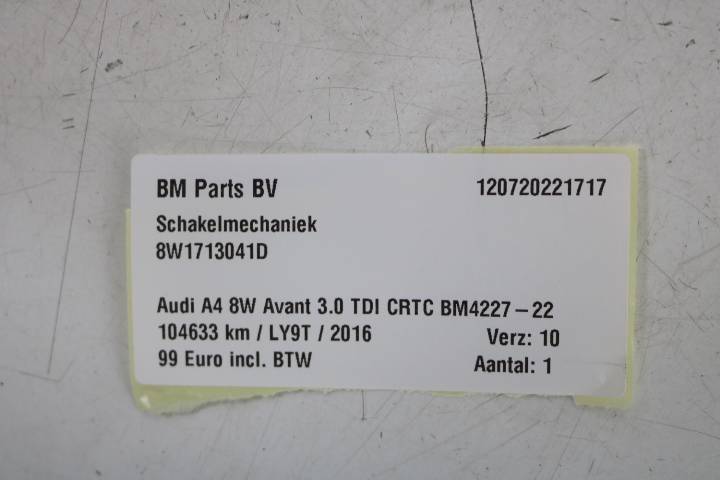 BM Parts BV 120720221717
Schakelmechaniek
8W1713041D
Audi A4 8W Avant 3.0 TDI CRTC BM4227-22
104633 km / LY9T / 2016 Verz: 10
99 Euro incl. BTW Aantal: 1